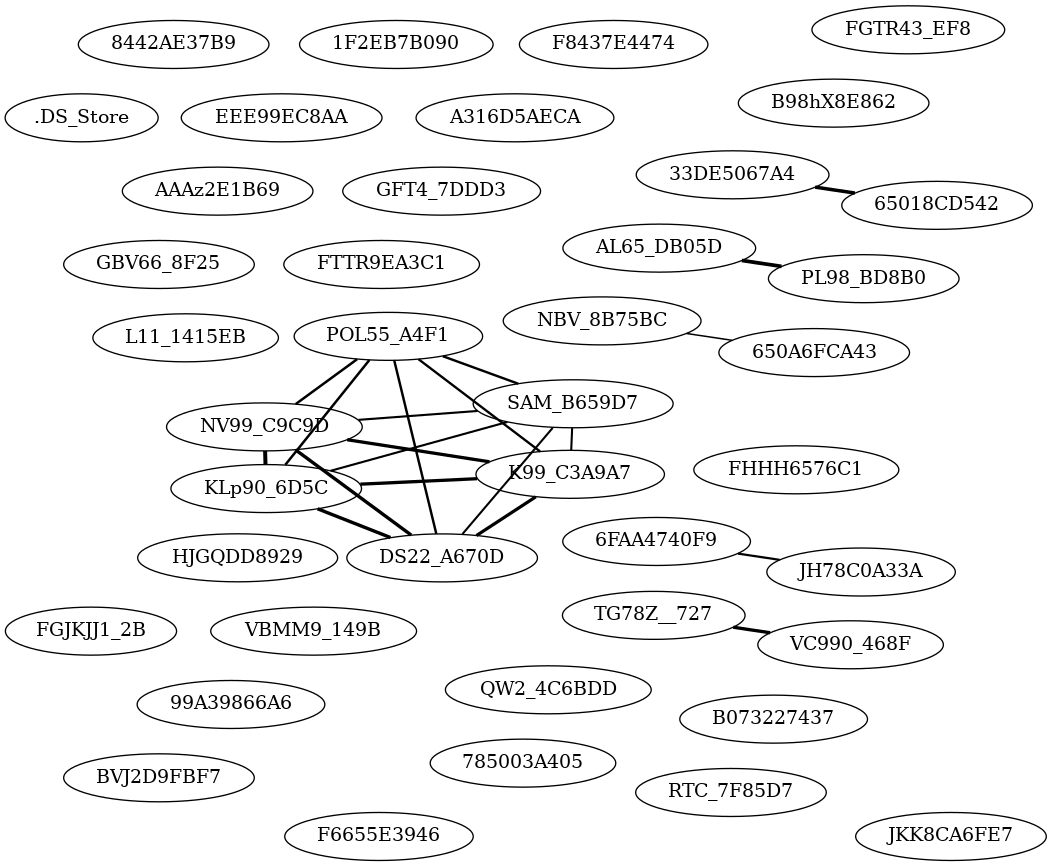 8442AE37B9
1F2EB7B090
F8437E4474
FGTR43_EF8
.DS_Store
EEE99EC8AA
A316D5AECA
B98hX8E862
AAAz2E1B69
GFT4_7DDD3
33DE5067A4
65018CD542
GBV66_8F25
FTTR9EA3C1
AL65_DB05D
PL98_BD8B0
L11_1415EB
POL55_A4F1
NBV_8B75BC
650A6FCA43
SAM_B659D7
NV99_C9C9D
K99_C3A9A7
KLp90_6D5C
FHHH6576C1
HJGQDD8929
DS22_A670D
6FAA4740F9
JH78C0A33A
FGJKJJ1_2B
VBMM9_149B
TG78Z__727
VC990_468F
99A39866A6
QW2_4C6BDD
B073227437
BVJ2D9FBF7
785003A405
RTC_7F85D7
F6655E3946
JKK8CA6FE7